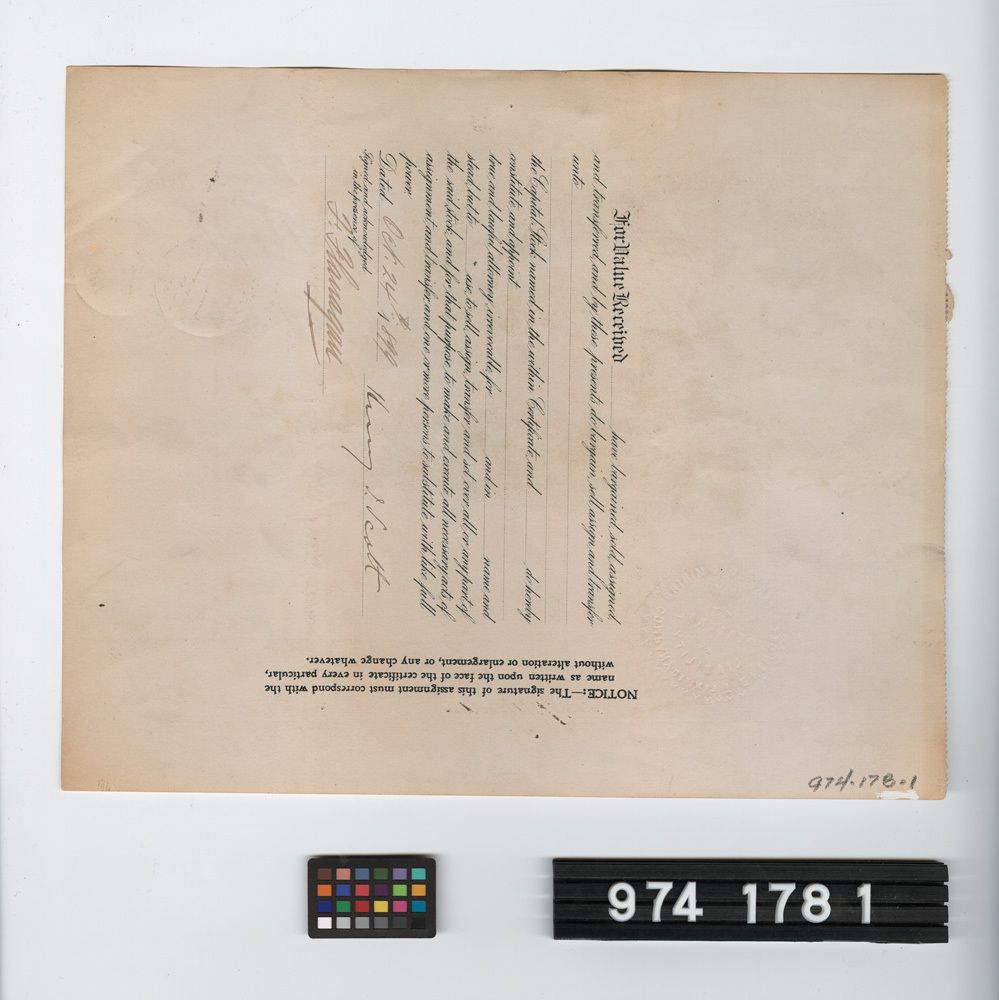 For Value Received have bargained, sold, assigned
and transferred, and by these presents do bargain, sell, assign and transfer
unto
the Capital Stock named in the within Certificate, and do hereby
constitute and appoint
true and lawful attorney, irrevocable, for and in name and
stead, but to use, to sell, assign, transfer and set over all or any part of
the said stock, and for that purpose to make and execute all necessary acts of
assignment and transfer, and one or more persons to substitute with like full
power.
Dated Oct. 24th 189
Signed and acknowledged
in the presence of
Henry J. Scott
NOTICE:—The signature of this assignment must correspond with the
name as written upon the face of the certificate in every particular,
without alteration or enlargement, or any change whatever.
974.178.1
974 178 1